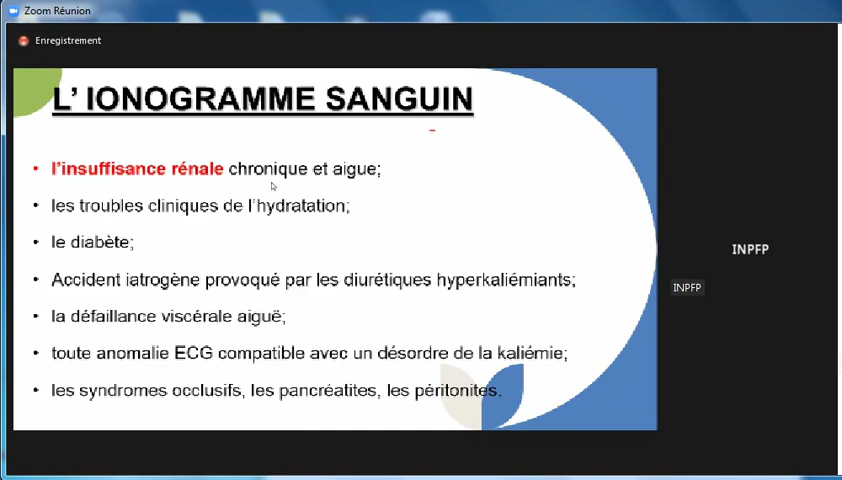 Zoom Réunion
Enregistrement
L' IONOGRAMME SANGUIN
• l'insuffisance rénale chronique et aigue;
• les troubles cliniques de l'hydratation;
• le diabète;
• Accident iatrogène provoqué par les diurétiques hyperkaliémiants;
• la défaillance viscérale aiguë;
• toute anomalie ECG compatible avec un désordre de la kaliémie;
• les syndromes occlusifs, les pancréatites, les péritonites.
INPFP
INPFP